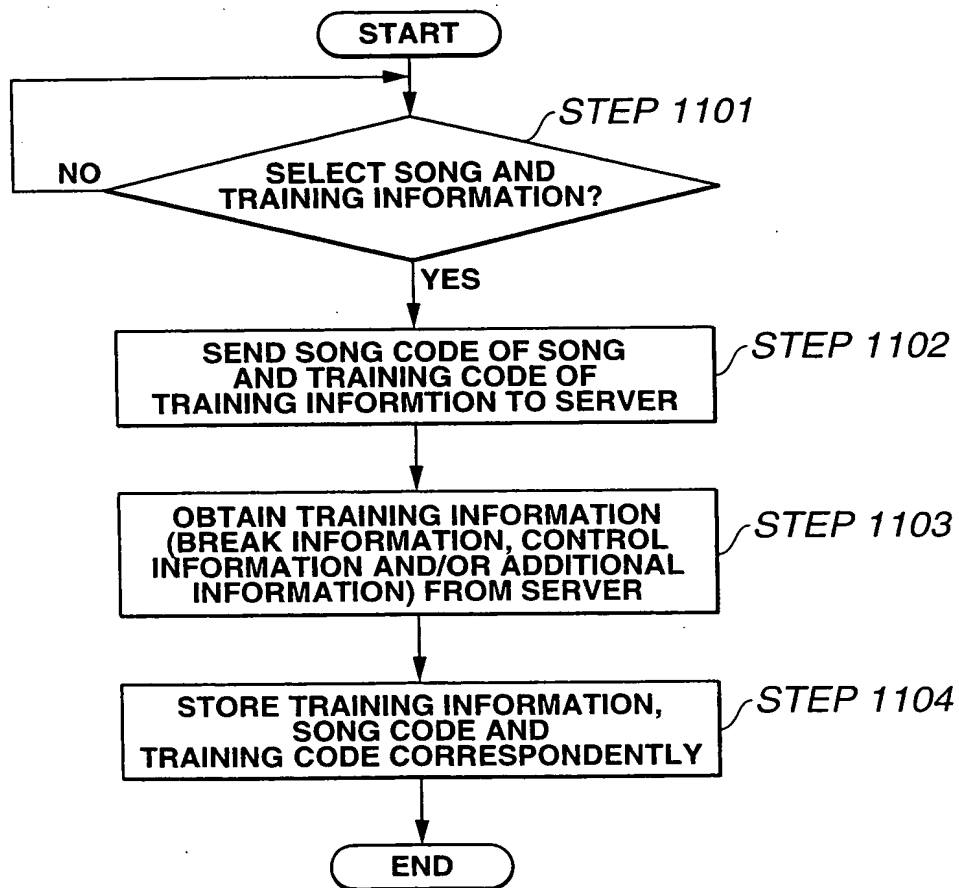 START
STEP 1101
SELECT SONG AND
TRAINING INFORMATION?
NO
YES
SEND SONG CODE OF SONG
AND TRAINING CODE OF
TRAINING INFORMTION TO SERVER
STEP 1102
OBTAIN TRAINING INFORMATION
(BREAK INFORMATION, CONTROL
INFORMATION AND/OR ADDITIONAL
INFORMATION) FROM SERVER
STEP 1103
STORE TRAINING INFORMATION,
SONG CODE AND
TRAINING CODE CORRESPONDENTLY
STEP 1104
END